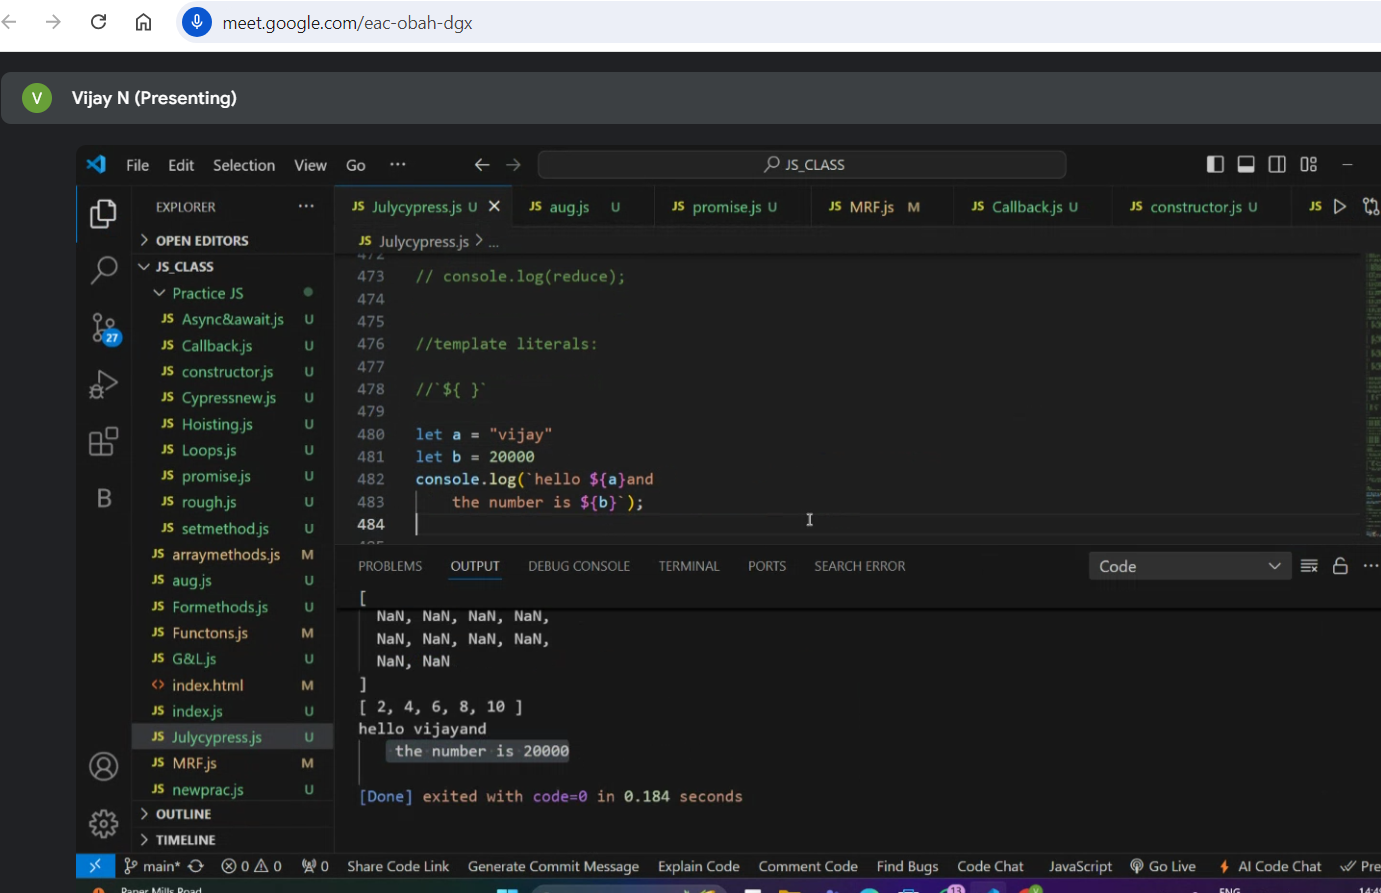 meet.google.com/eac-obah-dgx
V
Vijay N (Presenting)
File Edit Selection View Go ...
JS_CLASS
EXPLORER ...
JS Julycypress.js U
JS aug.js U
JS promise.js U
JS MRF.js M
JS Callback.js U
JS constructor.js U
JS
OPEN EDITORS
JS Julycypress.js > ...
JS_CLASS
Practice JS
JS Async&await.js U
JS Callback.js U
JS constructor.js U
JS Cypressnew.js U
JS Hoisting.js U
JS Loops.js U
JS promise.js U
JS rough.js U
JS setmethod.js U
JS arraymethods.js M
JS aug.js U
JS Formethods.js U
JS Functons.js M
JS G&L.js U
<> index.html M
JS index.js U
JS Julycypress.js U
JS MRF.js M
JS newprac.js U
OUTLINE
TIMELINE
27
B
472
473 // console.log(reduce);
474
475
476 //template literals:
477
478 //`${ }`
479
480 let a = "vijay"
481 let b = 20000
482 console.log(`hello ${a}and
483 the number is ${b}`);
484
PROBLEMS OUTPUT DEBUG CONSOLE TERMINAL PORTS SEARCH ERROR
Code
[
NaN, NaN, NaN, NaN,
NaN, NaN, NaN, NaN,
NaN, NaN
]
[ 2, 4, 6, 8, 10 ]
hello vijayand
the number is 20000
[Done] exited with code=0 in 0.184 seconds
main* 0 0 0 Share Code Link Generate Commit Message Explain Code Comment Code Find Bugs Code Chat JavaScript Go Live AI Code Chat Pre
Paper Mills Road
13
ENG